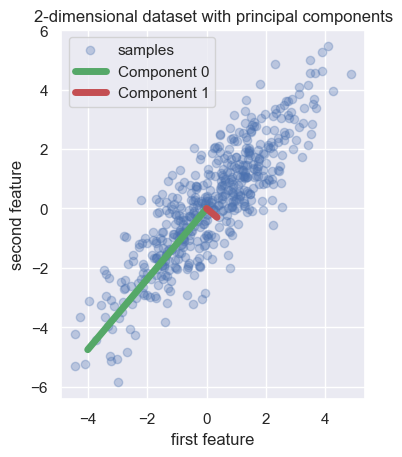 2-dimensional dataset with principal components
samples
Component 0
Component 1
6
4
2
0
−2
−4
−6
second feature
−4
−2
0
2
4
first feature